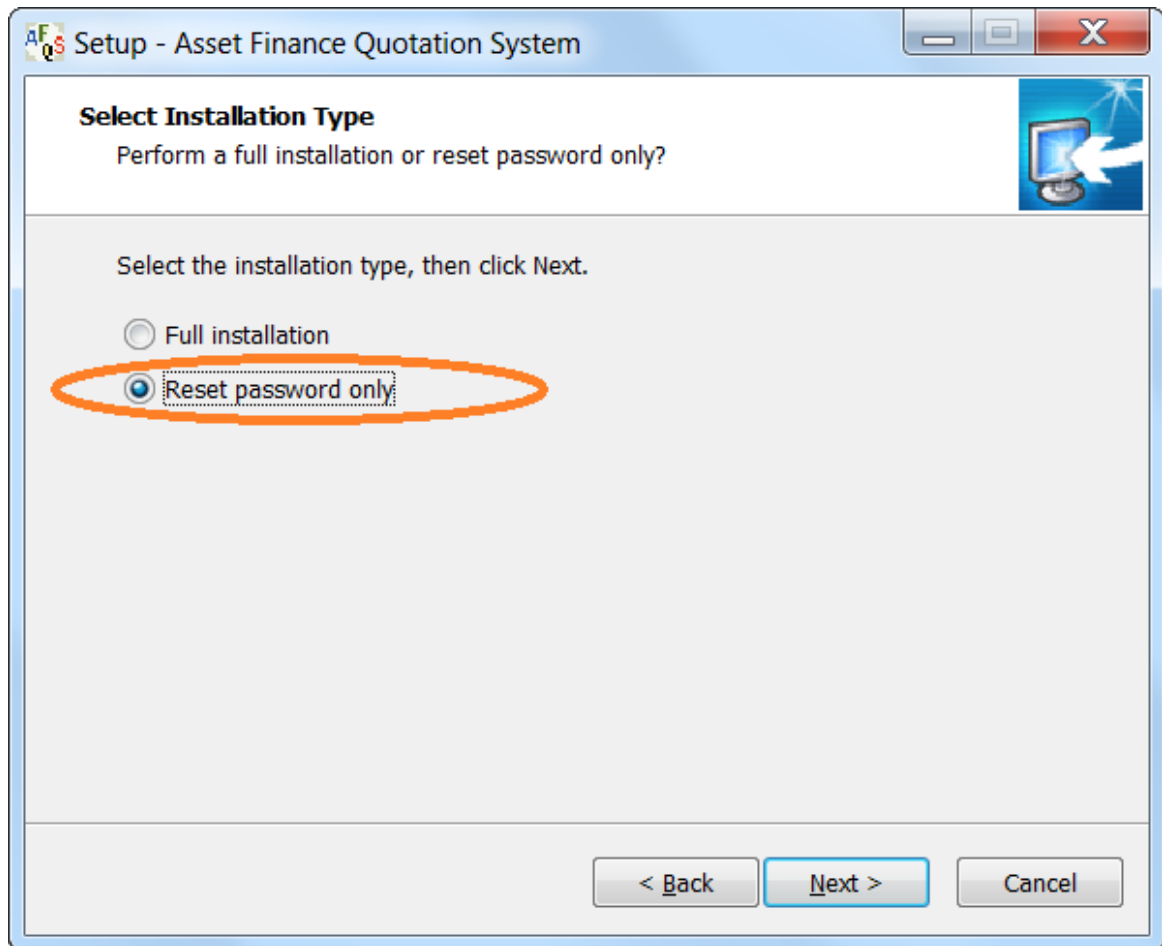 AFQS Setup - Asset Finance Quotation System
X
Select Installation Type
Perform a full installation or reset password only?
Select the installation type, then click Next.
Full installation
Reset password only
< Back Next > Cancel